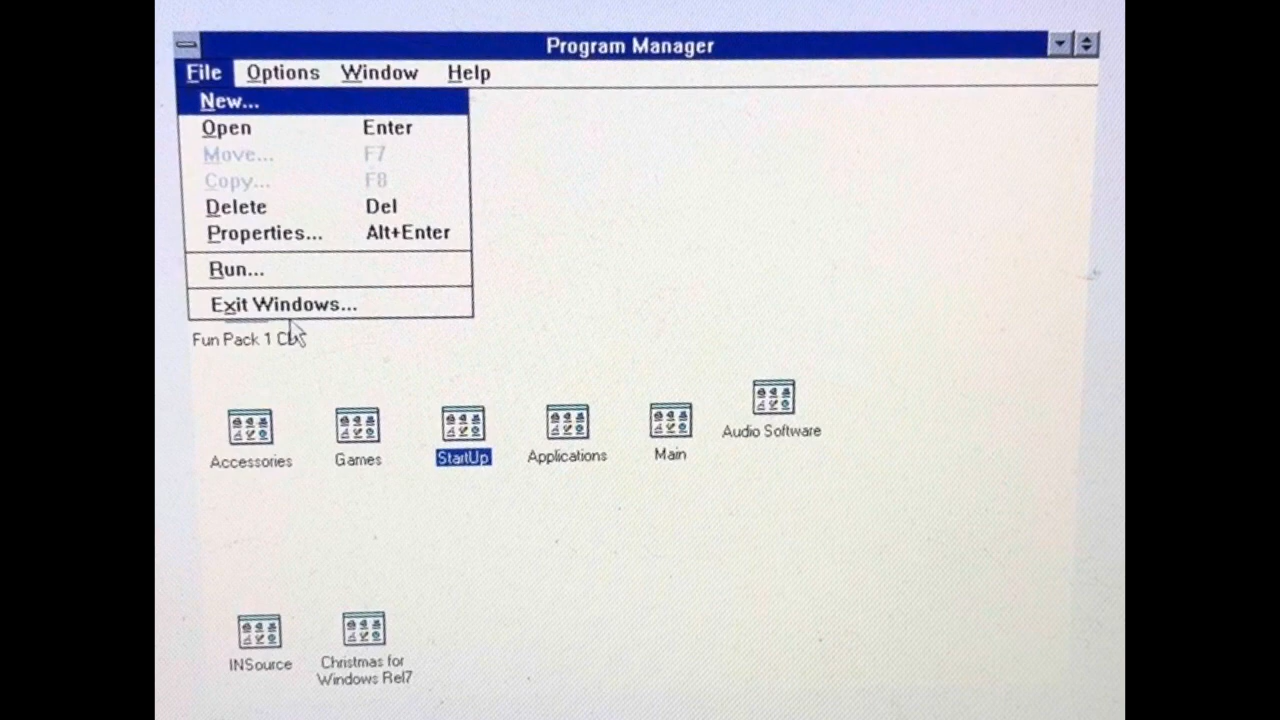 Program Manager
File Options Window Help
New...
Open Enter
Move... F7
Copy... F8
Delete Del
Properties... Alt+Enter
Run...
Exit Windows...
Fun Pack 1
Accessories
Games
StartUp
Applications
Main
Audio Software
INSource
Christmas for
Windows Rel7